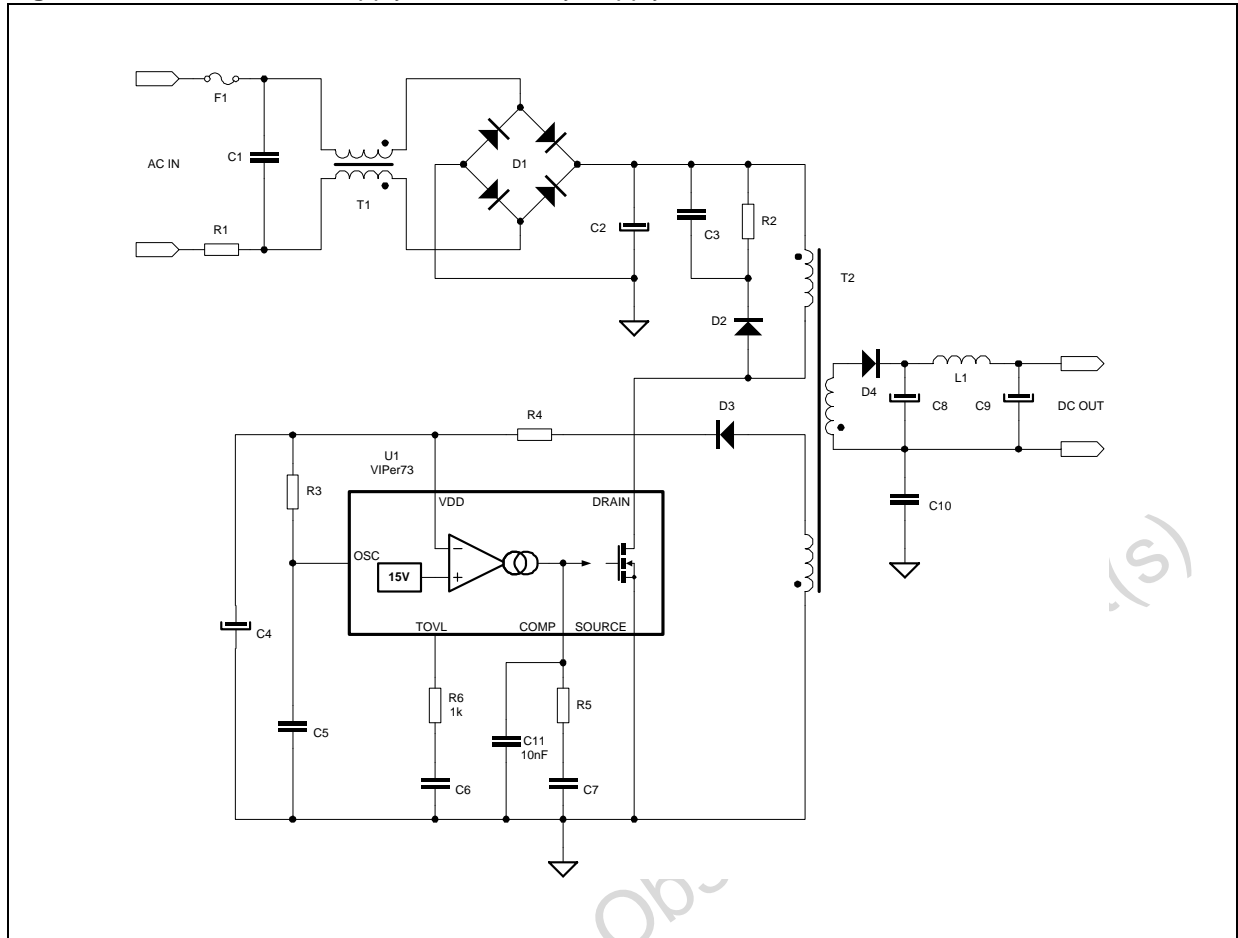 F1
AC IN
C1
T1
R1
D1
C2
C3
R2
D2
T2
D4
L1
C8
C9
DC OUT
C10
D3
R4
U1
VIPer73
R3
VDD
DRAIN
OSC
15V
TOVL
COMP
SOURCE
C4
C5
R6
1k
C6
C11
10nF
R5
C7